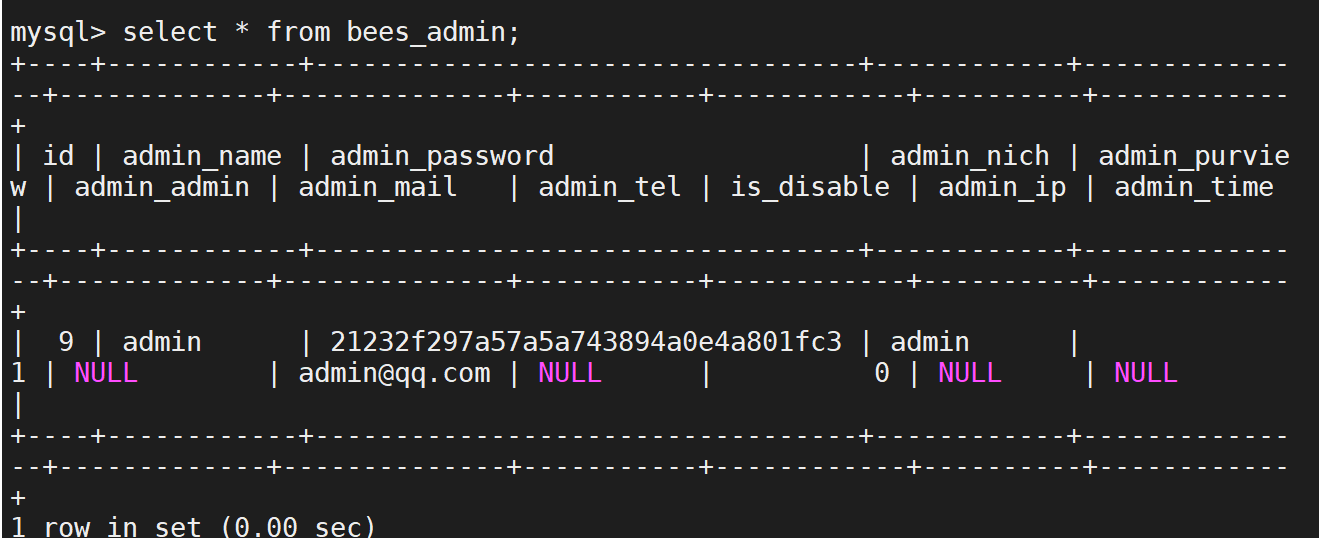 mysql> select * from bees_admin;
+----+------------+----------------------------------+------------+-------------
--+-------------+--------------+-----------+------------+----------+------------
+
| id | admin_name | admin_password                   | admin_nich | admin_purvie
w | admin_admin | admin_mail   | admin_tel | is_disable | admin_ip | admin_time 
|
+----+------------+----------------------------------+------------+-------------
--+-------------+--------------+-----------+------------+----------+------------
+
|  9 | admin      | 21232f297a57a5a743894a0e4a801fc3 | admin      |             
1 | NULL        | admin@qq.com | NULL      |          0 | NULL     | NULL       
|
+----+------------+----------------------------------+------------+-------------
--+-------------+--------------+-----------+------------+----------+------------
+
1 row in set (0.00 sec)